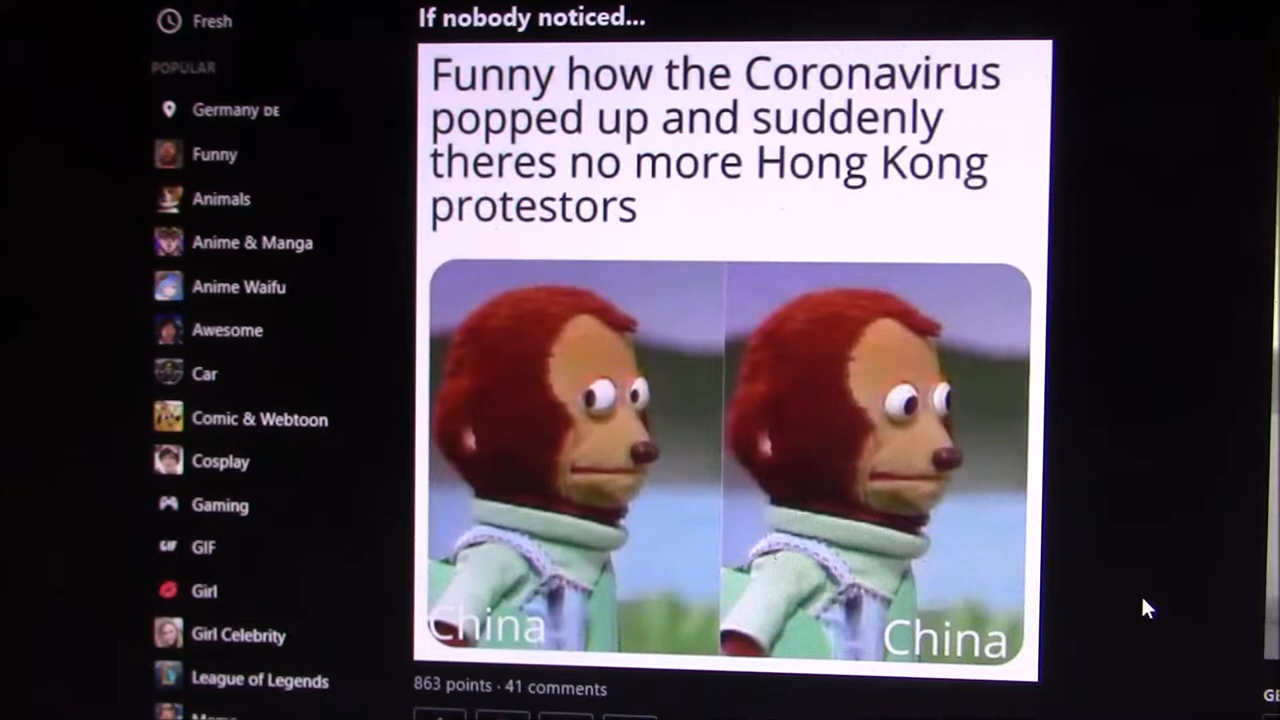 Fresh
POPULAR
Germany DE
Funny
Animals
Anime & Manga
Anime Waifu
Awesome
Car
Comic & Webtoon
Cosplay
Gaming
GIF
GIF
Girl
Girl Celebrity
League of Legends
If nobody noticed...
Funny how the Coronavirus
popped up and suddenly
theres no more Hong Kong
protestors
China
China
863 points · 41 comments